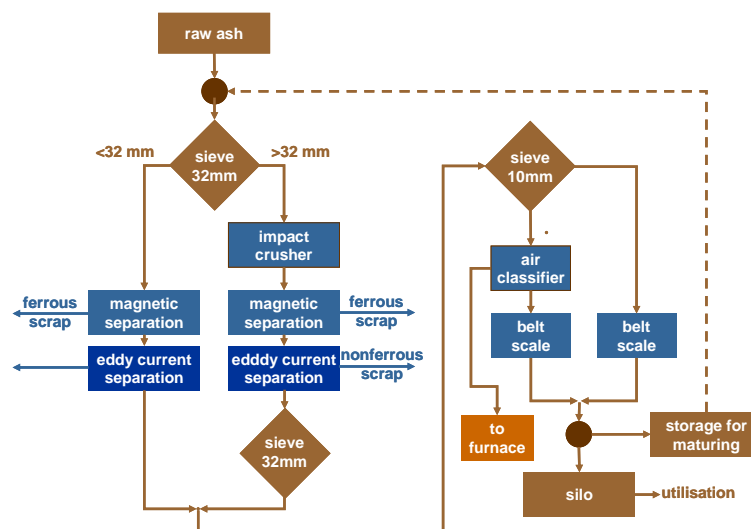 raw ash
<32 mm
>32 mm
sieve
32mm
sieve
10mm
impact
crusher
air
classifier
ferrous
scrap
magnetic
separation
magnetic
separation
ferrous
scrap
belt
scale
belt
scale
eddy current
separation
edddy current
separation
nonferrous
scrap
sieve
32mm
to
furnace
storage for
maturing
silo
utilisation